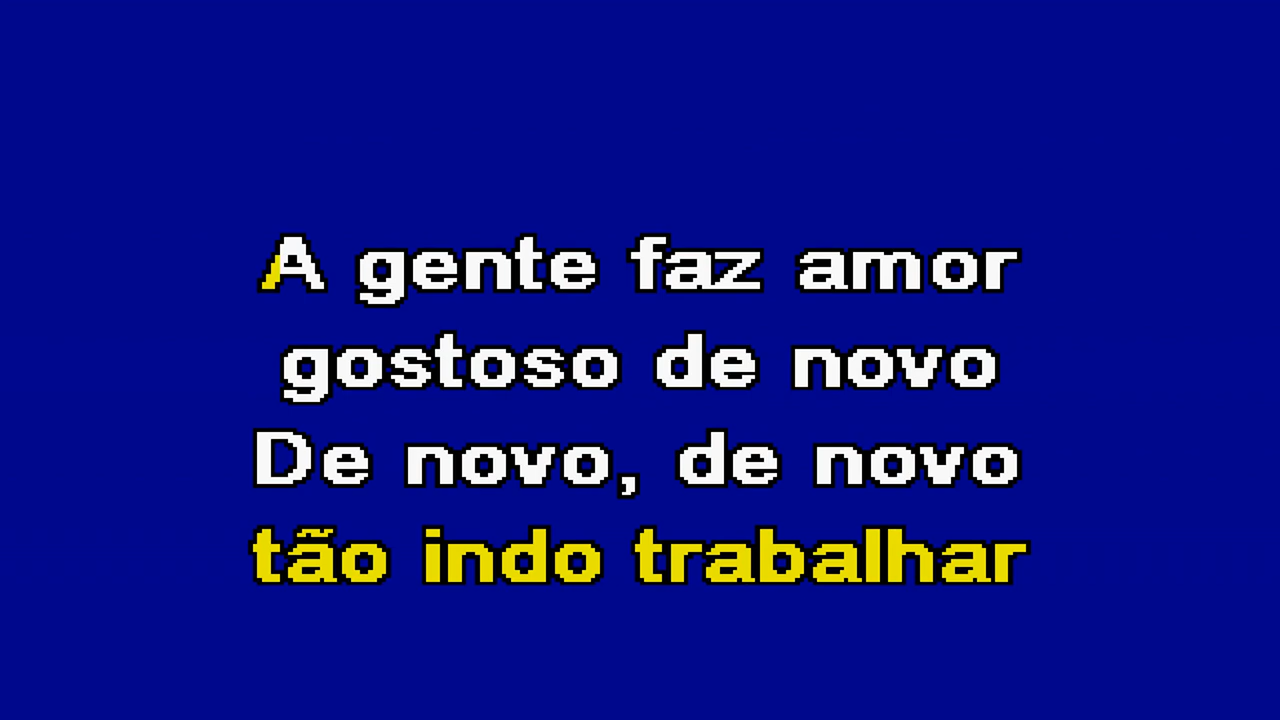 A gente faz amor
gostoso de novo
De novo, de novo
tão indo trabalhar